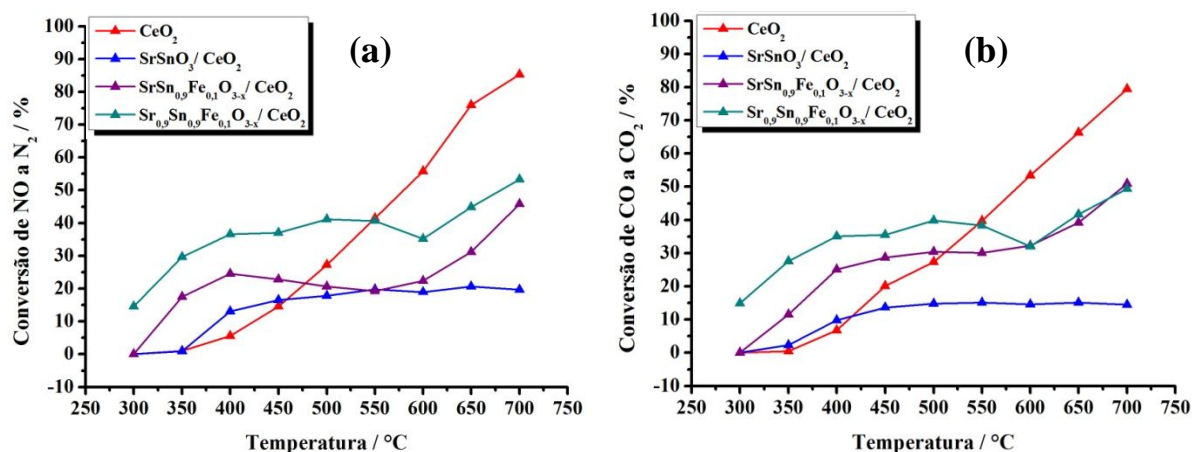 CeO₂
SrSnO₃/ CeO₂
SrSn₀,₉Fe₀,₁O₃₋ₓ/ CeO₂
Sr₀,₉Sn₀,₉Fe₀,₁O₃₋ₓ/ CeO₂
(a)
Conversão de NO a N₂ / %
100
90
80
70
60
50
40
30
20
10
0
-10
250 300 350 400 450 500 550 600 650 700 750
Temperatura / °C
CeO₂
SrSnO₃/ CeO₂
SrSn₀,₉Fe₀,₁O₃₋ₓ/ CeO₂
Sr₀,₉Sn₀,₉Fe₀,₁O₃₋ₓ/ CeO₂
(b)
Conversão de CO a CO₂ / %
100
90
80
70
60
50
40
30
20
10
0
-10
250 300 350 400 450 500 550 600 650 700 750
Temperatura / °C